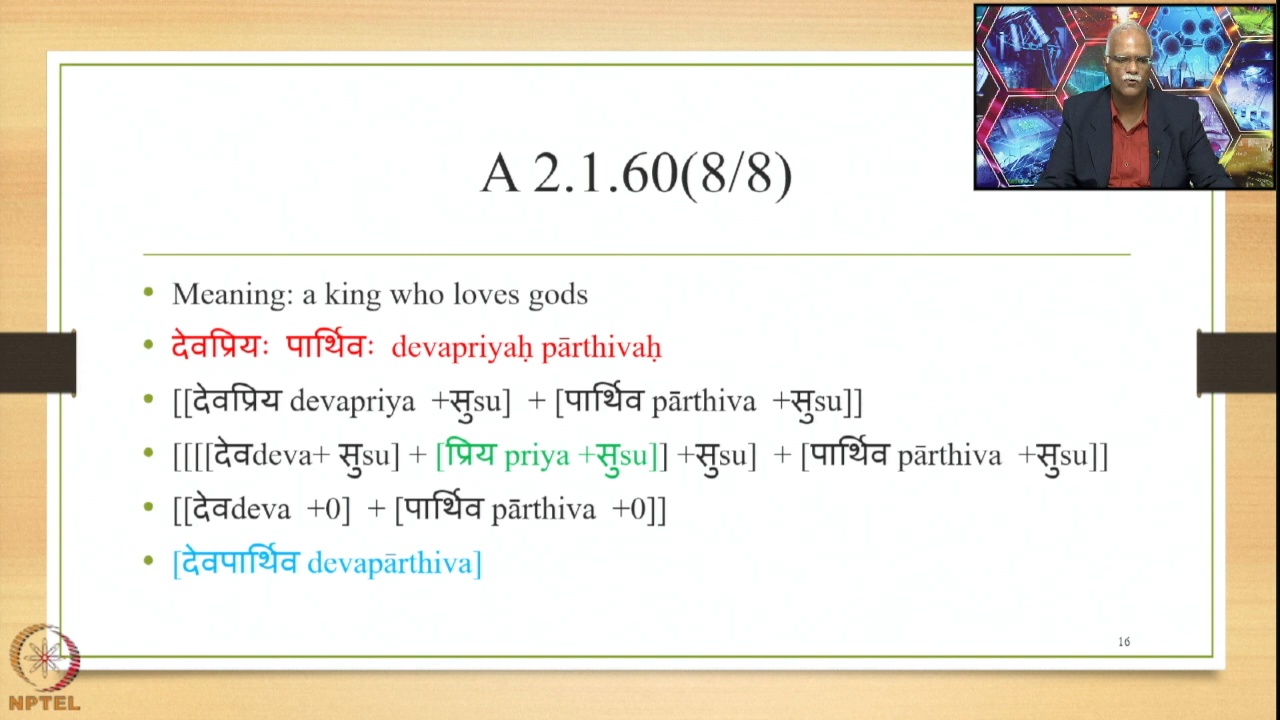 A 2.1.60(8/8)
• Meaning: a king who loves gods
• देवप्रियः पार्थिवः devapriyaḥ pārthivaḥ
• [[देवप्रिय devapriya +सुsu] + [पार्थिव pārthiva +सुsu]]
• [[[[देवdeva+ सुsu] + [प्रिय priya +सुsu]] +सुsu] + [पार्थिव pārthiva +सुsu]]
• [[देवdeva +0] + [पार्थिव pārthiva +0]]
• [देवपार्थिव devapārthiva]
16
NPTEL